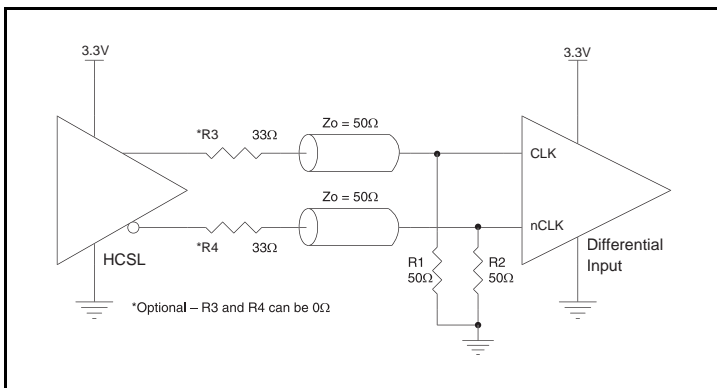 3.3V
3.3V
*R3
33Ω
Zo = 50Ω
CLK
Zo = 50Ω
nCLK
*R4
33Ω
HCSL
R1
50Ω
R2
50Ω
Differential
Input
*Optional – R3 and R4 can be 0Ω